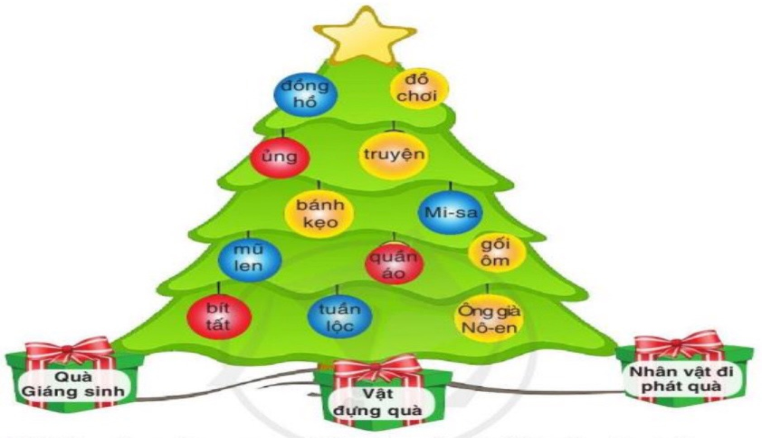 đồng
hồ
đồ
chơi
ủng
truyện
bánh
kẹo
Mi-sa
mũ
len
quần
áo
gối
ôm
bít
tất
tuần
lộc
Ông già
Nô-en
Quà
Giáng sinh
Vật
đựng quà
Nhân vật đi
phát quà